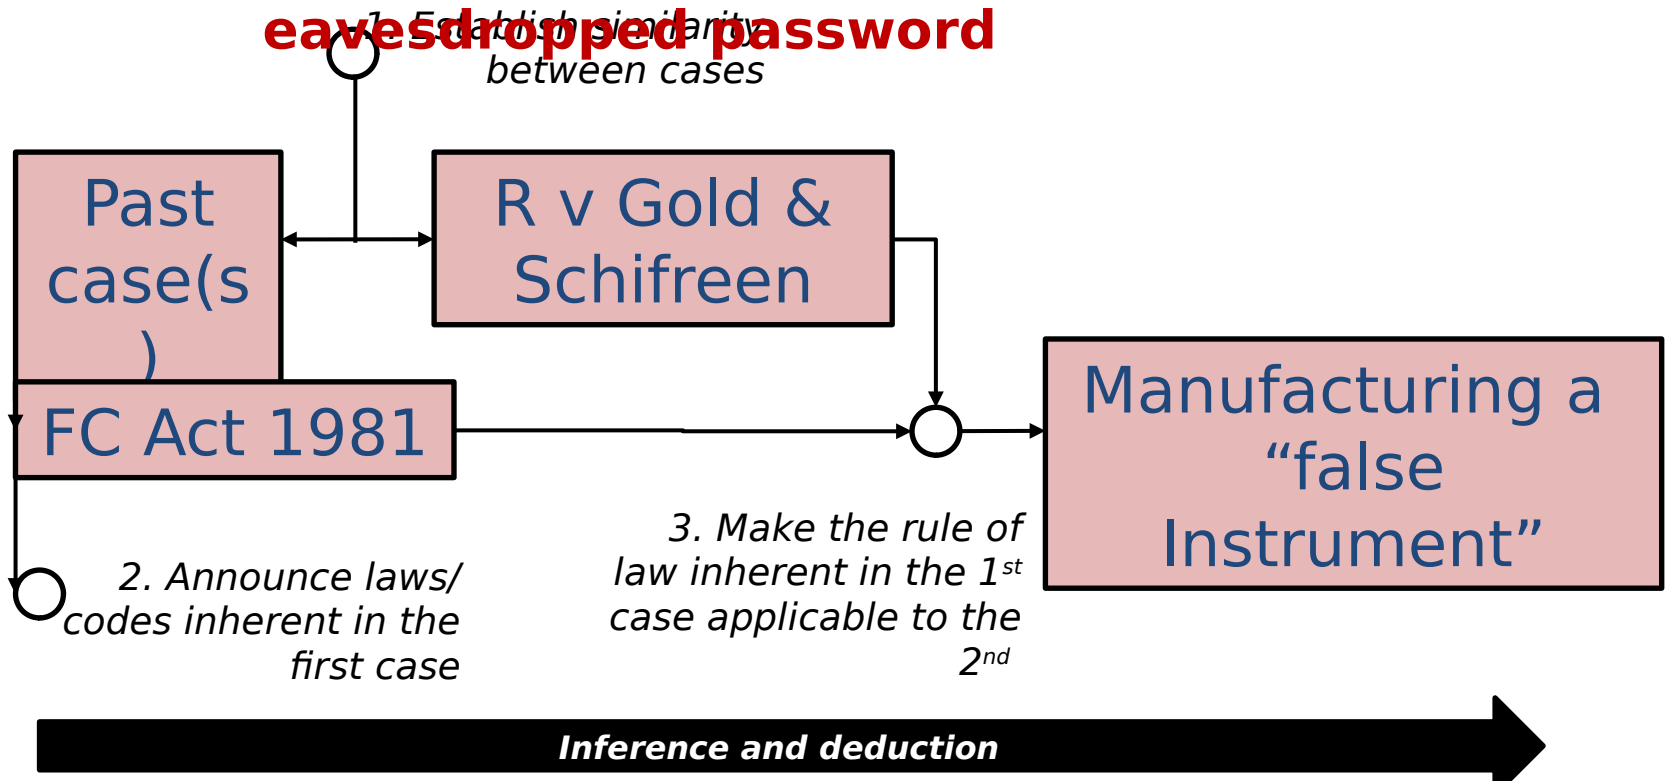 eavesdropped password
1. Establish similarity
between cases
Past
case(s
)
R v Gold &
Schifreen
FC Act 1981
Manufacturing a
“false
Instrument”
2. Announce laws/
codes inherent in the
first case
3. Make the rule of
law inherent in the 1st
case applicable to the
2nd
Inference and deduction